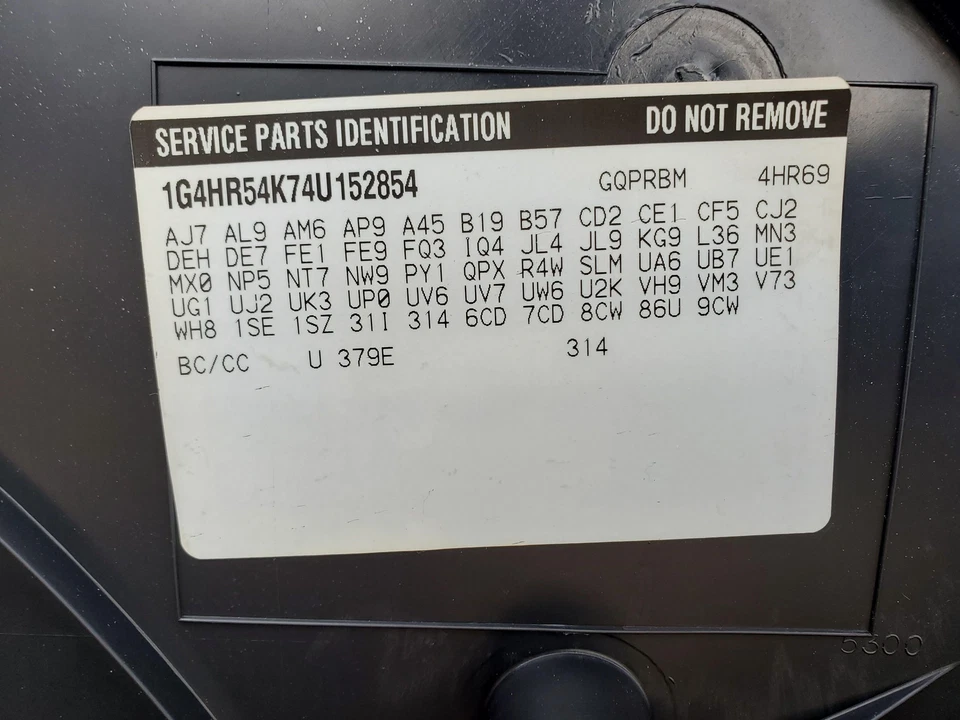 SERVICE PARTS IDENTIFICATION DO NOT REMOVE
1G4HR54K74U152854 GQPRBM 4HR69
AJ7 AL9 AM6 AP9 A45 B19 B57 CD2 CE1 CF5 CJ2
DEH DE7 FE1 FE9 FQ3 IQ4 JL4 JL9 KG9 L36 MN3
MX0 NP5 NT7 NW9 PY1 QPX R4W SLM UA6 UB7 UE1
UG1 UJ2 UK3 UP0 UV6 UV7 UW6 U2K VH9 VM3 V73
WH8 1SE 1SZ 31I 314 6CD 7CD 8CW 86U 9CW
BC/CC U 379E 314
5300